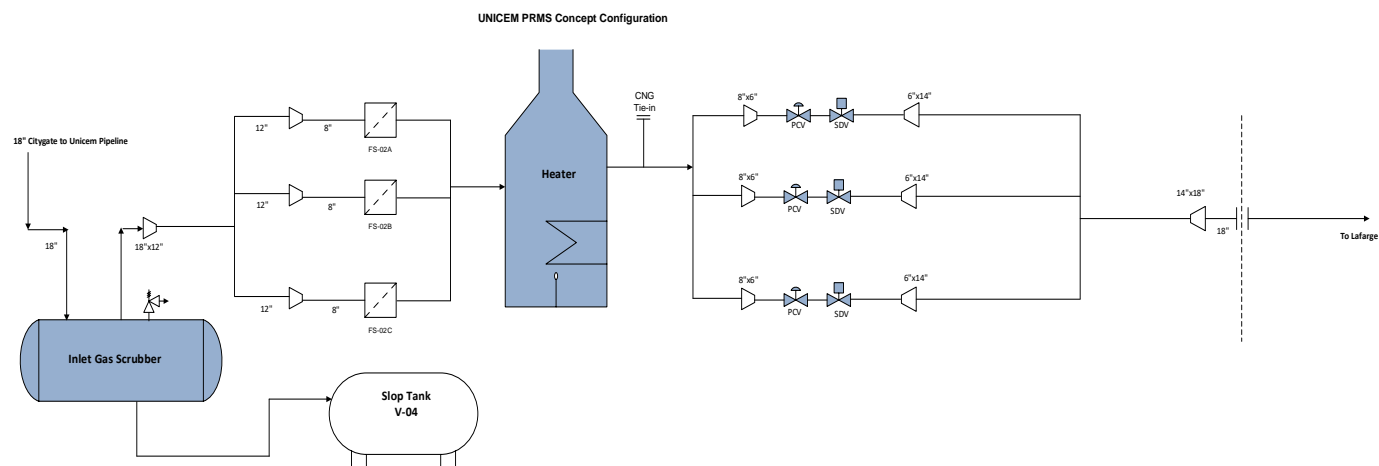 UNICEM PRMS Concept Configuration
18" Citygate to Unicem Pipeline
18"
18"x12"
Inlet Gas Scrubber
Slop Tank
V-04
12"
8"
FS-02A
12"
8"
FS-02B
12"
8"
FS-02C
Heater
CNG
Tie-in
8"x6"
PCV
SDV
6"x14"
8"x6"
PCV
SDV
6"x14"
8"x6"
PCV
SDV
6"x14"
14"x18"
18"
To Lafarge